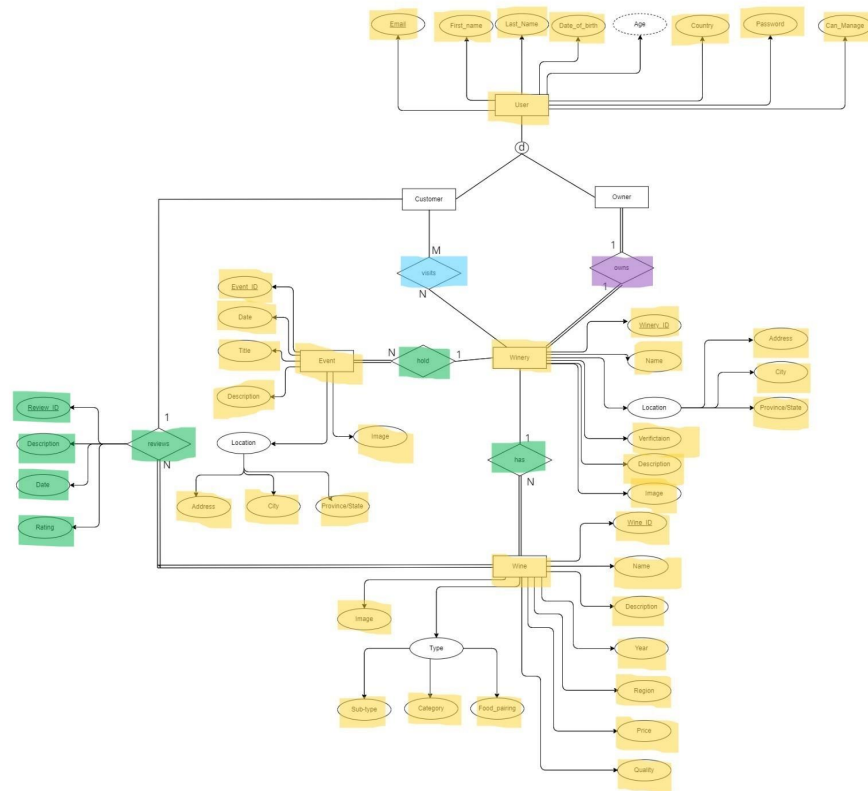 Email
First_name
Last_Name
Date_of_birth
Age
Country
Password
Can_Manage
User
d
Customer
Owner
M
visits
N
1
owns
1
Event_ID
Date
Title
Description
Event
N
hold
1
Winery
Image
Location
Address
City
Province/State
Winery_ID
Name
Location
Address
City
Province/State
Verifictaion
Description
Image
Review_ID
Description
Date
Rating
1
reviews
N
1
has
N
Wine
Image
Type
Sub-type
Category
Food_pairing
Wine_ID
Name
Description
Year
Region
Price
Quality